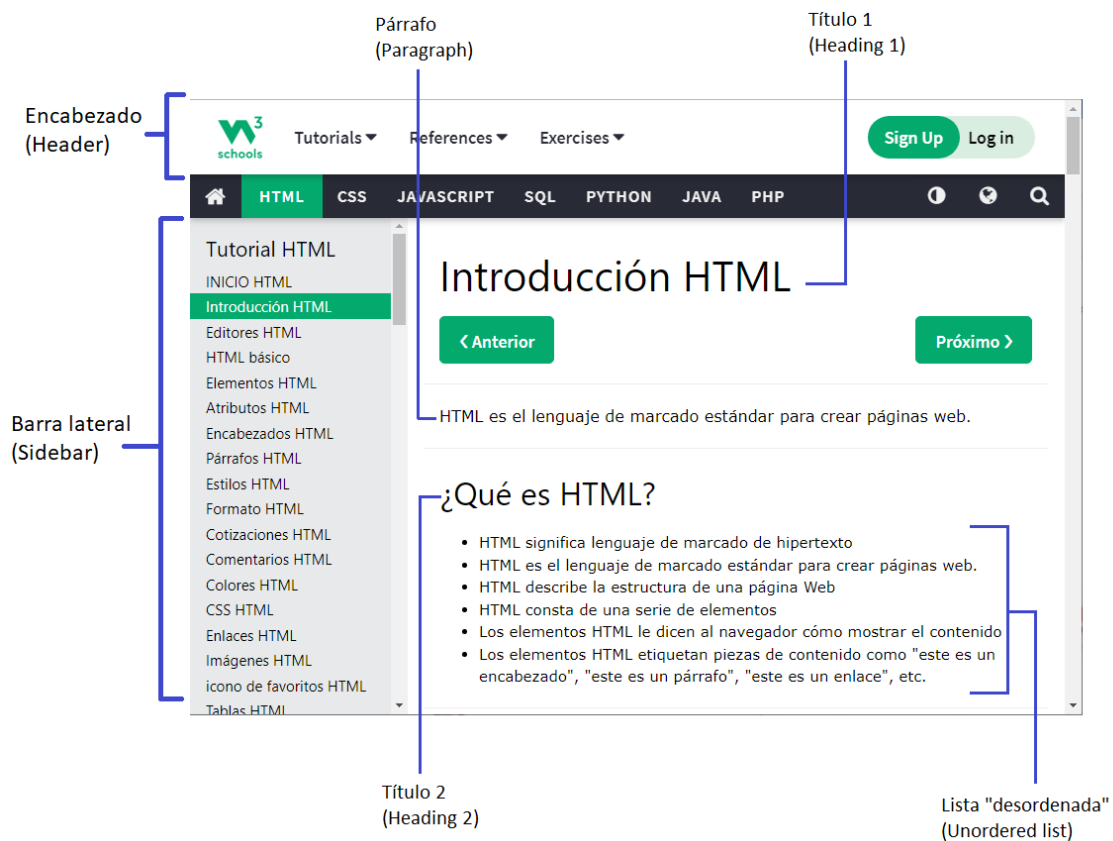 Párrafo
(Paragraph)
Título 1
(Heading 1)
Encabezado
(Header)
W3
schools
Tutorials
References
Exercises
Sign Up
Log in
HTML
CSS
JAVASCRIPT
SQL
PYTHON
JAVA
PHP
Barra lateral
(Sidebar)
Tutorial HTML
INICIO HTML
Introducción HTML
Editores HTML
HTML básico
Elementos HTML
Atributos HTML
Encabezados HTML
Párrafos HTML
Estilos HTML
Formato HTML
Cotizaciones HTML
Comentarios HTML
Colores HTML
CSS HTML
Enlaces HTML
Imágenes HTML
icono de favoritos HTML
Tablas HTML
Introducción HTML
❮ Anterior
Próximo ❯
HTML es el lenguaje de marcado estándar para crear páginas web.
¿Qué es HTML?
• HTML significa lenguaje de marcado de hipertexto
• HTML es el lenguaje de marcado estándar para crear páginas web.
• HTML describe la estructura de una página Web
• HTML consta de una serie de elementos
• Los elementos HTML le dicen al navegador cómo mostrar el contenido
• Los elementos HTML etiquetan piezas de contenido como "este es un
encabezado", "este es un párrafo", "este es un enlace", etc.
Título 2
(Heading 2)
Lista "desordenada"
(Unordered list)